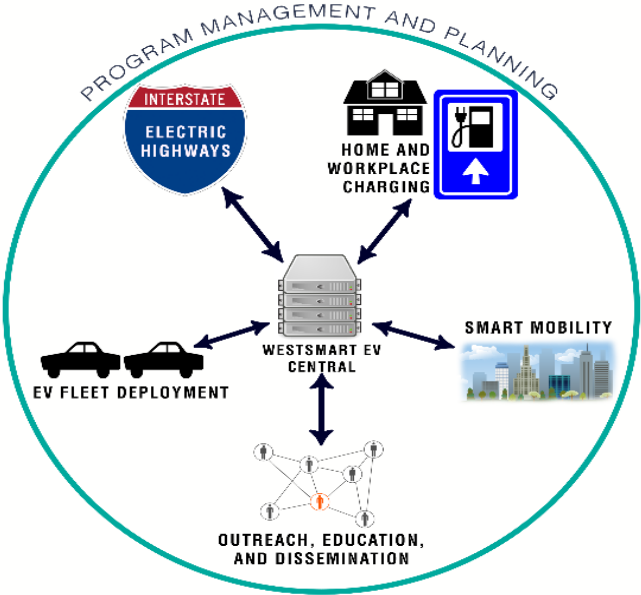 PROGRAM MANAGEMENT AND PLANNING
INTERSTATE
ELECTRIC
HIGHWAYS
HOME AND
WORKPLACE
CHARGING
WESTSMART EV
CENTRAL
SMART MOBILITY
EV FLEET DEPLOYMENT
OUTREACH, EDUCATION,
AND DISSEMINATION